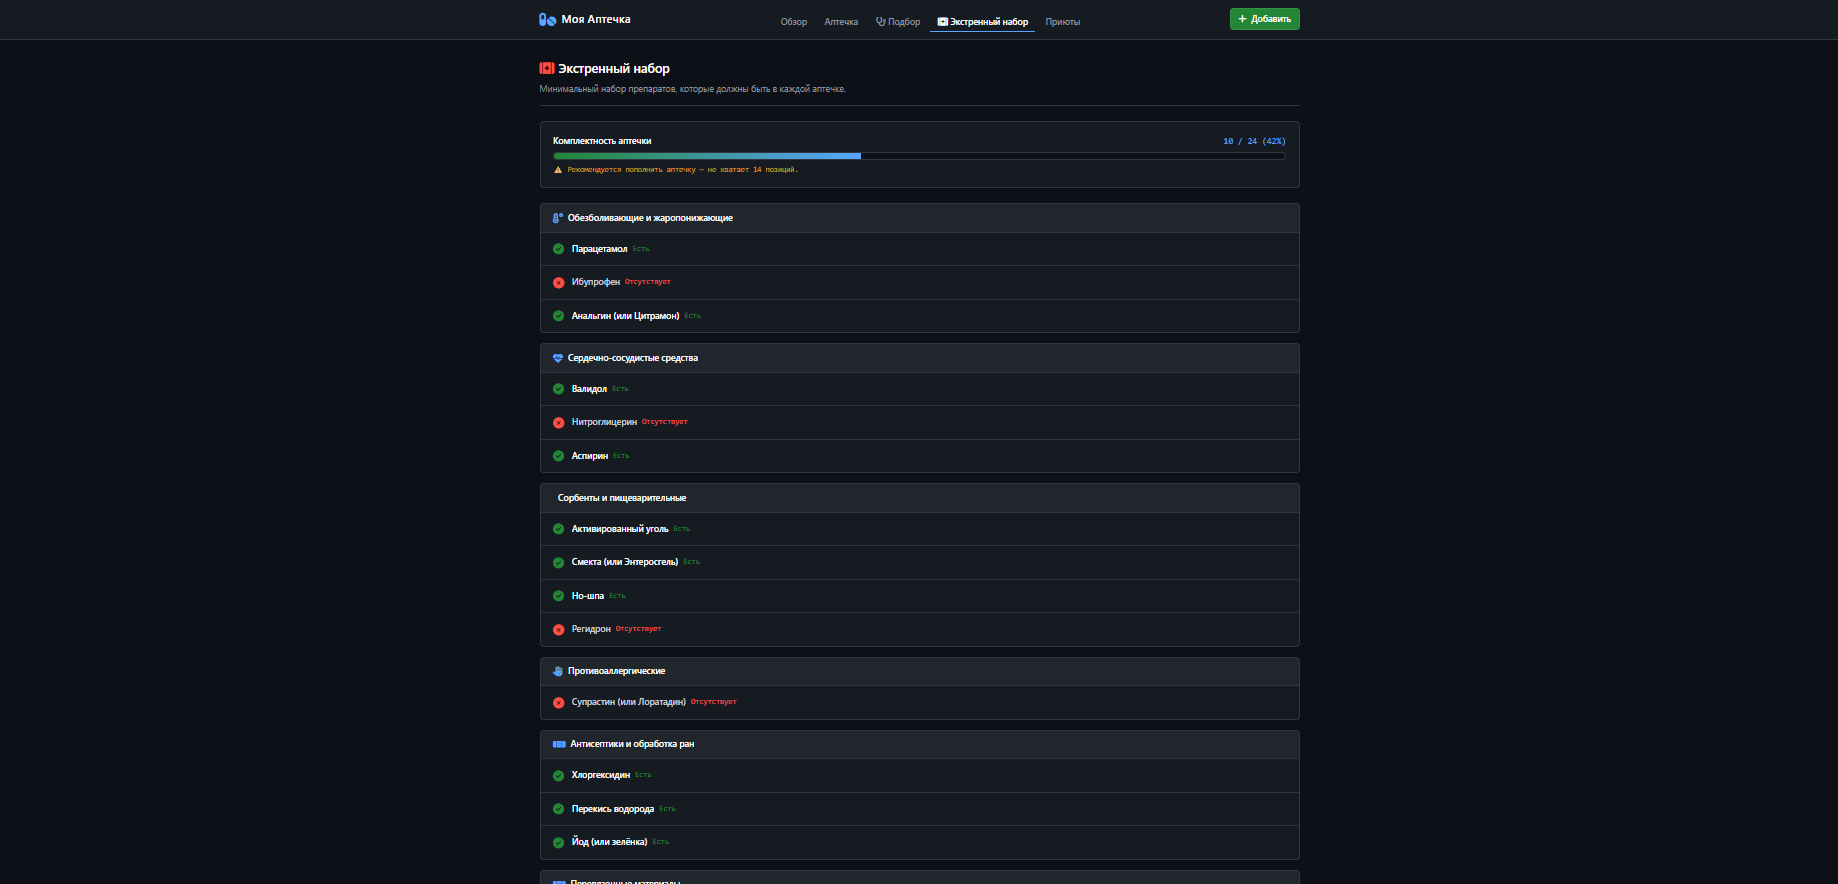 Моя Аптечка
Обзор Аптечка Подбор Экстренный набор Приюты
+ Добавить
Экстренный набор
Минимальный набор препаратов, которые должны быть в каждой аптечке.
Комплектность аптечки 10 / 24 (42%)
Рекомендуется пополнить аптечку — не хватает 14 позиций.
Обезболивающие и жаропонижающие
Парацетамол Есть
Ибупрофен Отсутствует
Анальгин (или Цитрамон) Есть
Сердечно-сосудистые средства
Валидол Есть
Нитроглицерин Отсутствует
Аспирин Есть
Сорбенты и пищеварительные
Активированный уголь Есть
Смекта (или Энтеросгель) Есть
Но-шпа Есть
Регидрон Отсутствует
Противоаллергические
Супрастин (или Лоратадин) Отсутствует
Антисептики и обработка ран
Хлоргексидин Есть
Перекись водорода Есть
Йод (или зелёнка) Есть
Перевязочные материалы